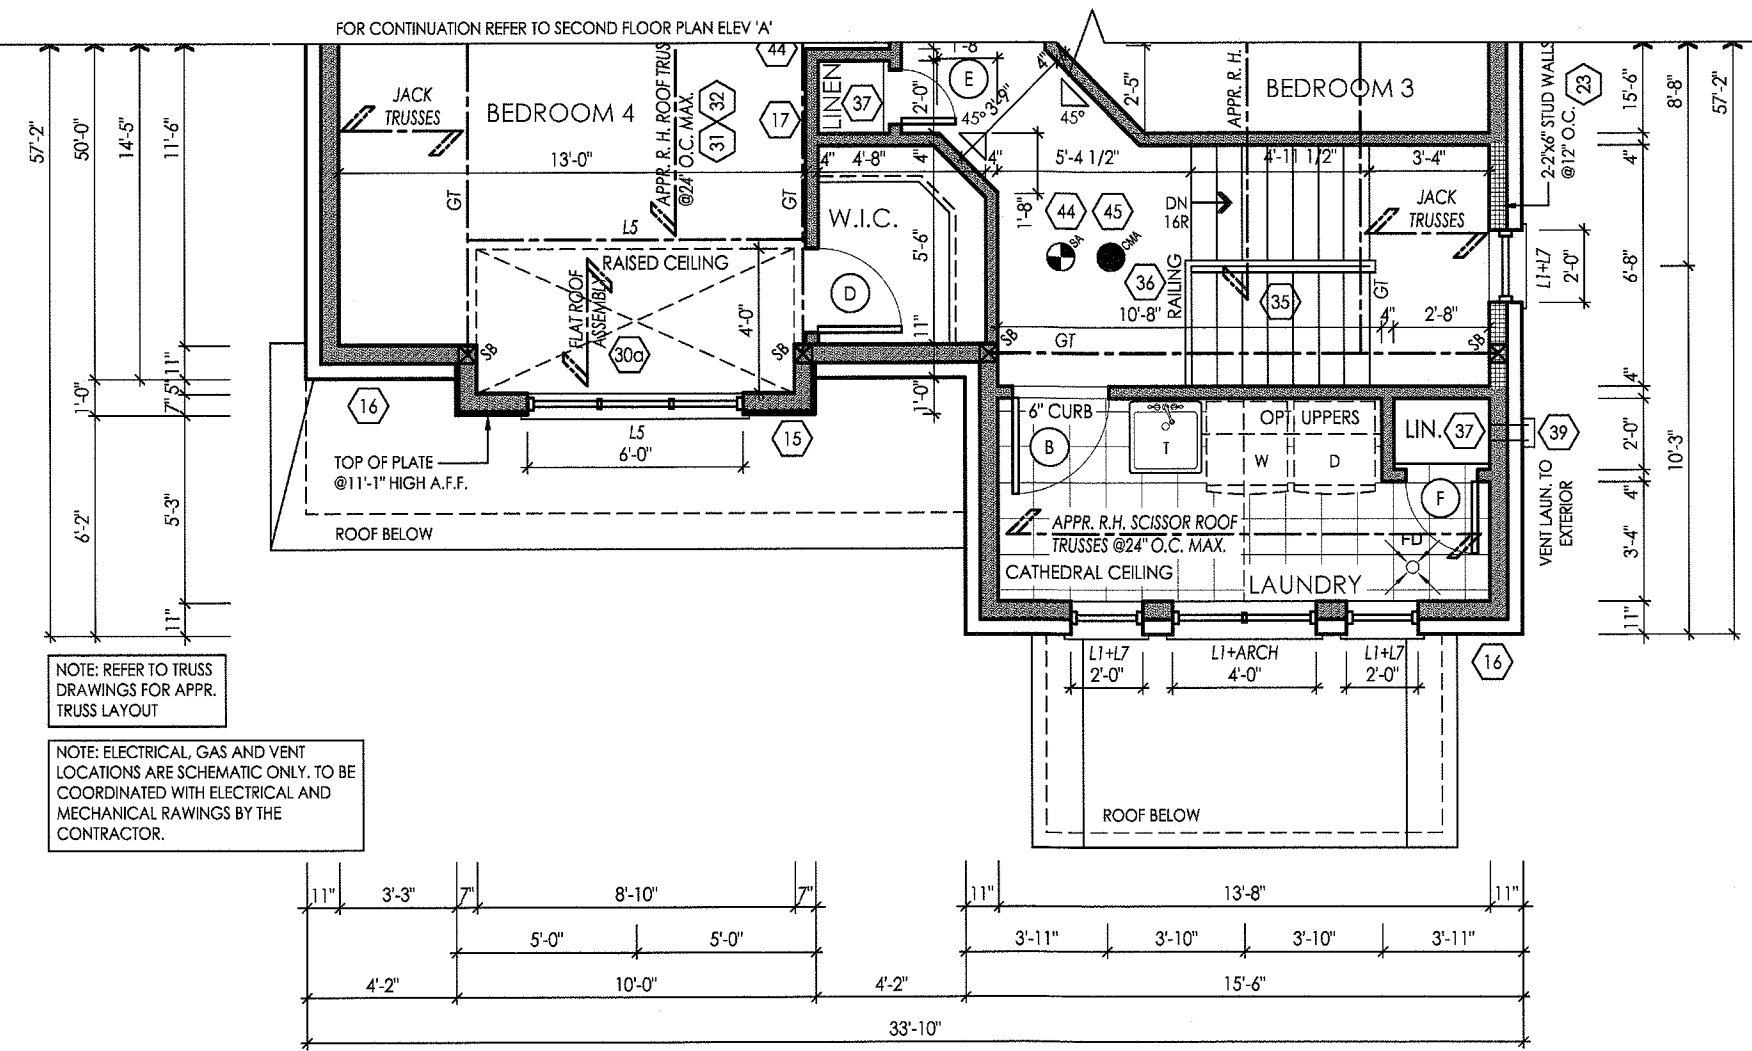 FOR CONTINUATION REFER TO SECOND FLOOR PLAN ELEV 'A'
57'-2"
50'-0"
14'-5"
11'-6"
JACK
TRUSSES
BEDROOM 4
APPR. R. H. ROOF TRUS
@24" O.C. MAX.
32
31
44
17
LINEN
37
2'-0"
1'-8"
E
4"
3'-9"
45°
45°
2'-5"
APPR. R. H.
BEDROOM 3
2-2"x6" STUD WALLS
@12" O.C.
23
15'-6"
8'-8"
57'-2"
13'-0"
4"
4'-8"
4"
4"
5'-4 1/2"
4'-11 1/2"
3'-4"
4"
GT
GT
L5
W.I.C.
5'-6"
1'-8"
44
45
SA
CMA
DN
16R
JACK
TRUSSES
L1+L7
2'-0"
6'-8"
RAISED CEILING
FLAT ROOF
ASSEMBLY
30a
4'-0"
D
36
RAILING
35
GT
10'-8"
4"
2'-8"
SB
SB
SB
SB
GT
11"
1'-0"
11"
5"
7"
1'-0"
16
15
L5
6'-0"
TOP OF PLATE
@11'-1" HIGH A.F.F.
ROOF BELOW
6'-2"
5'-3"
11"
6" CURB
B
T
OPT UPPERS
W
D
LIN.
37
39
F
VENT LAUN. TO
EXTERIOR
4"
2'-0"
4"
3'-4"
11"
10'-3"
APPR. R.H. SCISSOR ROOF
TRUSSES @24" O.C. MAX.
FD
CATHEDRAL CEILING
LAUNDRY
L1+L7
2'-0"
L1+ARCH
4'-0"
L1+L7
2'-0"
16
ROOF BELOW
NOTE: REFER TO TRUSS
DRAWINGS FOR APPR.
TRUSS LAYOUT
NOTE: ELECTRICAL, GAS AND VENT
LOCATIONS ARE SCHEMATIC ONLY. TO BE
COORDINATED WITH ELECTRICAL AND
MECHANICAL RAWINGS BY THE
CONTRACTOR.
11"
3'-3"
7"
8'-10"
7"
11"
13'-8"
11"
5'-0"
5'-0"
3'-11"
3'-10"
3'-10"
3'-11"
4'-2"
10'-0"
4'-2"
15'-6"
33'-10"